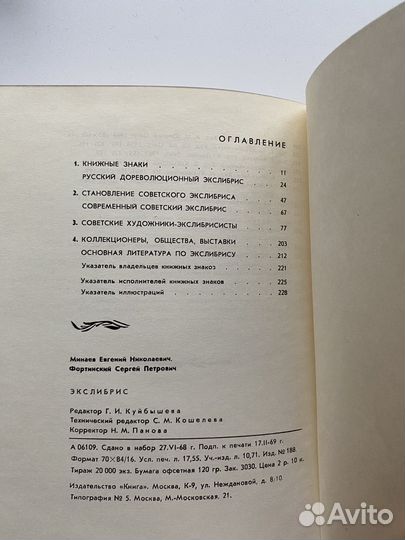 ОГЛАВЛЕНИЕ
1. КНИЖНЫЕ ЗНАКИ . . . . . . . . . . . 11
РУССКИЙ ДОРЕВОЛЮЦИОННЫЙ ЭКСЛИБРИС . . 24
2. СТАНОВЛЕНИЕ СОВЕТСКОГО ЭКСЛИБРИСА . . 47
СОВРЕМЕННЫЙ СОВЕТСКИЙ ЭКСЛИБРИС . . . 67
3. СОВЕТСКИЕ ХУДОЖНИКИ-ЭКСЛИБРИСИСТЫ . . 77
4. КОЛЛЕКЦИОНЕРЫ, ОБЩЕСТВА, ВЫСТАВКИ . . 203
ОСНОВНАЯ ЛИТЕРАТУРА ПО ЭКСЛИБРИСУ . . 212
Указатель владельцев книжных знаков . . . . 221
Указатель исполнителей книжных знаков . . . 225
Указатель иллюстраций . . . . . . . . 228
Минаев Евгений Николаевич,
Фортинский Сергей Петрович
ЭКСЛИБРИС
Редактор Г. И. Куйбышева
Технический редактор С. М. Кошелева
Корректор Н. М. Панова
А 06109. Сдано в набор 27.VI-68 г. Подп. к печати 17.II-69 г.
Формат 70×84/16. Усл. печ. л. 17,55. Уч.-изд. л. 10,71. Изд. № 188.
Тираж 20 000 экз. Бумага офсетная 120 гр. Зак. 3030. Цена 2 р. 10 к.
Издательство «Книга». Москва, К-9, ул. Неждановой, д. 8/10.
Типография № 5. Москва, М.-Московская, 21.
Avito